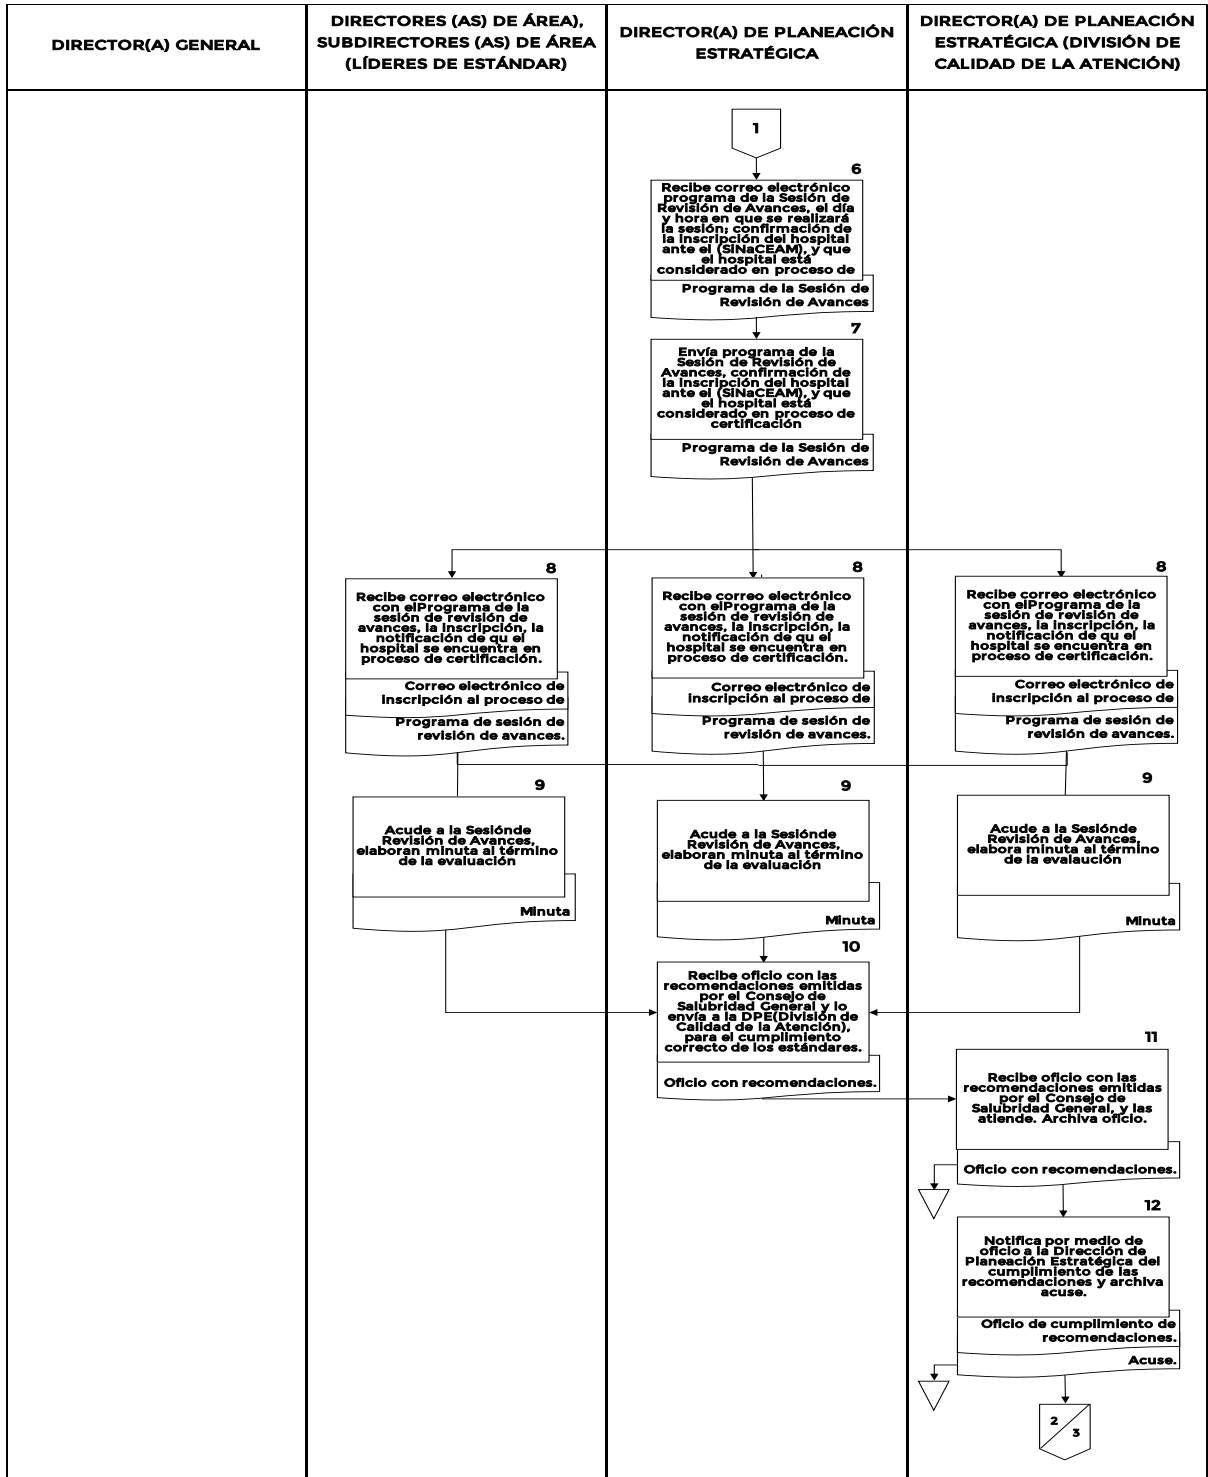 DIRECTOR(A) GENERAL
DIRECTORES (AS) DE ÁREA),
SUBDIRECTORES (AS) DE ÁREA
(LÍDERES DE ESTÁNDAR)
DIRECTOR(A) DE PLANEACIÓN
ESTRATÉGICA
DIRECTOR(A) DE PLANEACIÓN
ESTRATÉGICA (DIVISIÓN DE
CALIDAD DE LA ATENCIÓN)
1
6
Recibe correo electrónico
programa de la Sesión de
Revisión de Avances, el día
y hora en que se realizará
la sesión; confirmación de
la inscripción del hospital
ante el (SiNaCEAM), y que
el hospital está
considerado en proceso de
Programa de la Sesión de
Revisión de Avances
7
Envía programa de la
Sesión de Revisión de
Avances, confirmación de
la inscripción del hospital
ante el (SiNaCEAM), y que
el hospital está
considerado en proceso de
certificación
Programa de la Sesión de
Revisión de Avances
8
Recibe correo electrónico
con elPrograma de la
sesión de revisión de
avances, la inscripción, la
notificación de qu el
hospital se encuentra en
proceso de certificación.
Correo electrónico de
inscripción al proceso de
Programa de sesión de
revisión de avances.
8
Recibe correo electrónico
con elPrograma de la
sesión de revisión de
avances, la inscripción, la
notificación de qu el
hospital se encuentra en
proceso de certificación.
Correo electrónico de
inscripción al proceso de
Programa de sesión de
revisión de avances.
8
Recibe correo electrónico
con elPrograma de la
sesión de revisión de
avances, la inscripción, la
notificación de qu el
hospital se encuentra en
proceso de certificación.
Correo electrónico de
inscripción al proceso de
Programa de sesión de
revisión de avances.
9
Acude a la Sesiónde
Revisión de Avances,
elaboran minuta al término
de la evaluación
Minuta
9
Acude a la Sesiónde
Revisión de Avances,
elaboran minuta al término
de la evaluación
Minuta
9
Acude a la Sesiónde
Revisión de Avances,
elabora minuta al término
de la evalaución
Minuta
10
Recibe oficio con las
recomendaciones emitidas
por el Consejo de
Salubridad General y lo
envía a la DPE(División de
Calidad de la Atención),
para el cumplimiento
correcto de los estándares.
Oficio con recomendaciones.
11
Recibe oficio con las
recomendaciones emitidas
por el Consejo de
Salubridad General, y las
atiende. Archiva oficio.
Oficio con recomendaciones.
12
Notifica por medio de
oficio a la Dirección de
Planeación Estratégica del
cumplimiento de las
recomendaciones y archiva
acuse.
Oficio de cumplimiento de
recomendaciones.
Acuse.
2
3